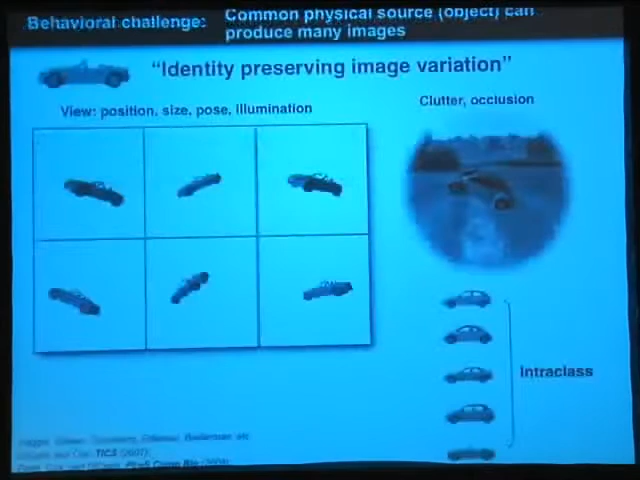 Behavioral challenge: Common physical source (object) can
produce many images
"Identity preserving image variation"
View: position, size, pose, illumination
Clutter, occlusion
Intraclass
etc
TICS (2007)